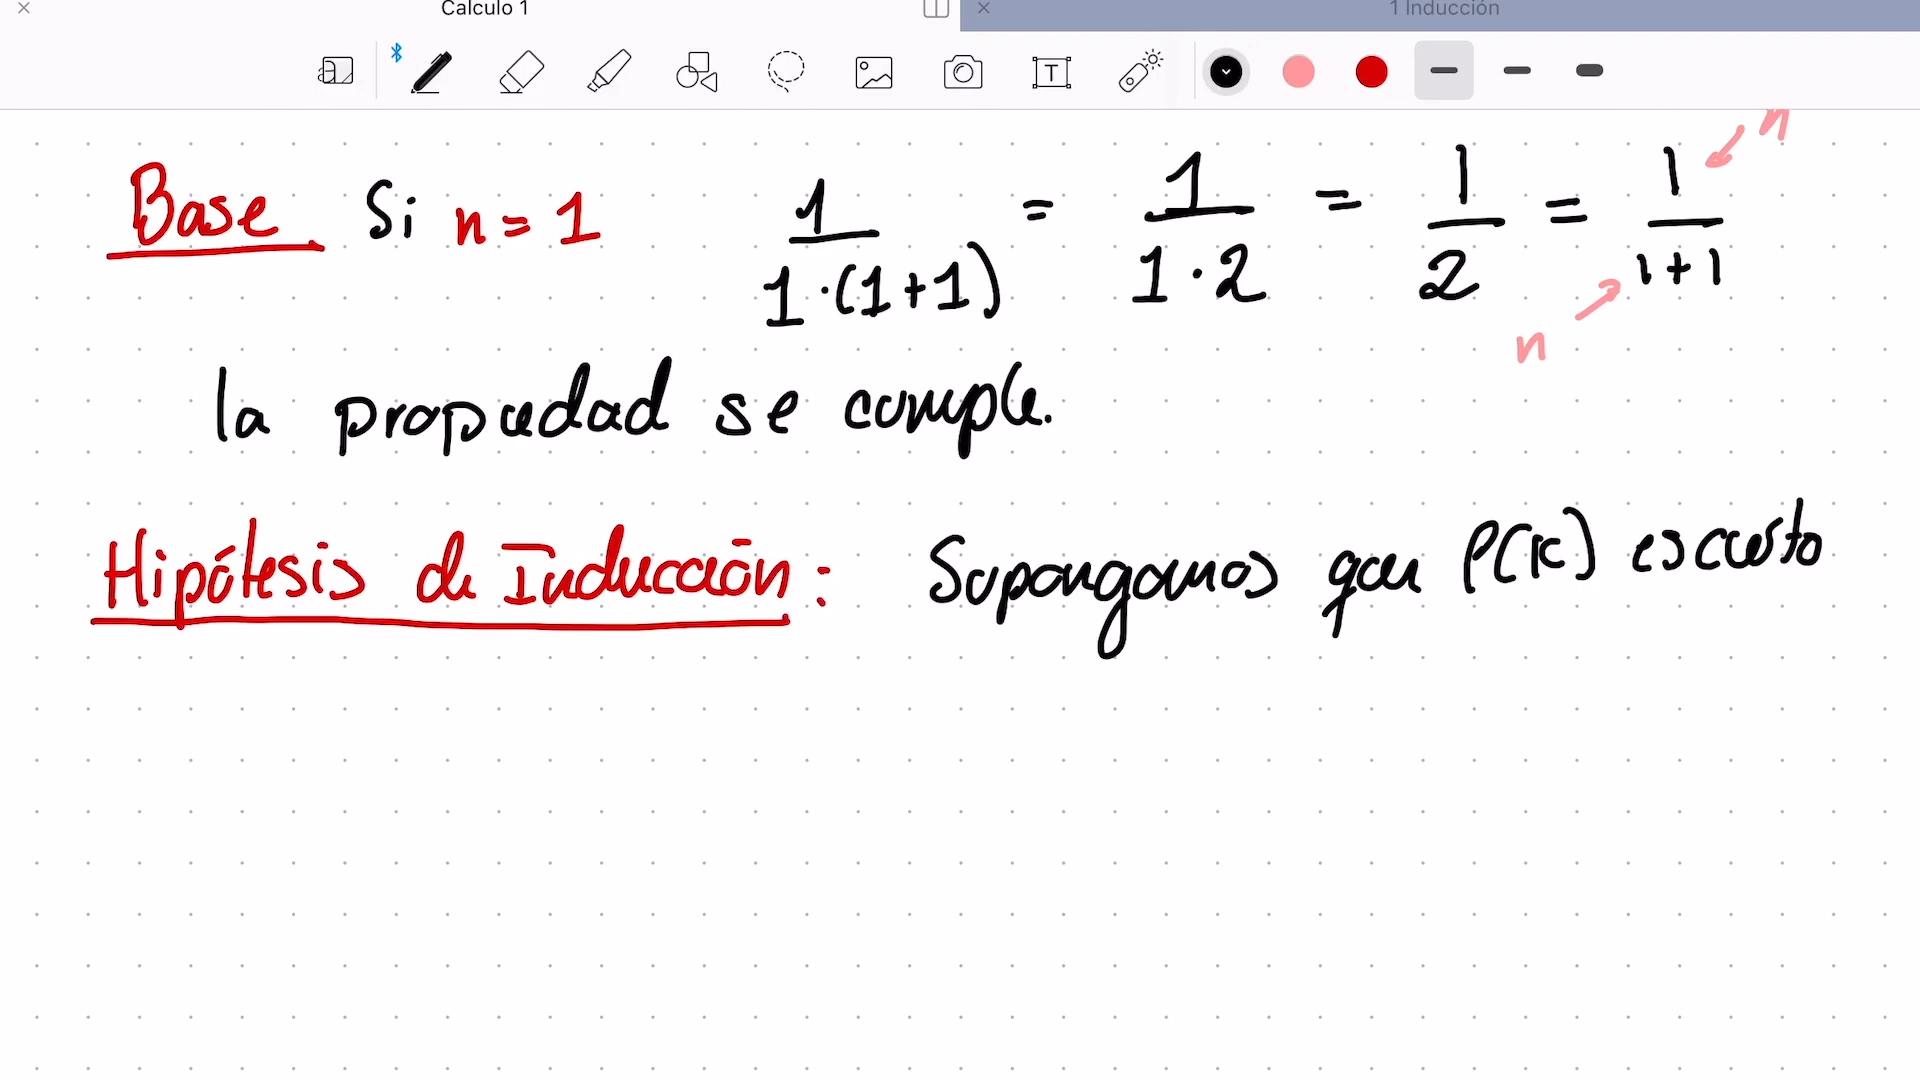 Calculo 1
1 Inducción
n
Base Si n = 1 1/(1·(1+1)) = 1/(1·2) = 1/2 = 1/(1+1)
n
la propiedad se cumple.
Hipótesis de Inducción: Supongamos que P(k) es cierto